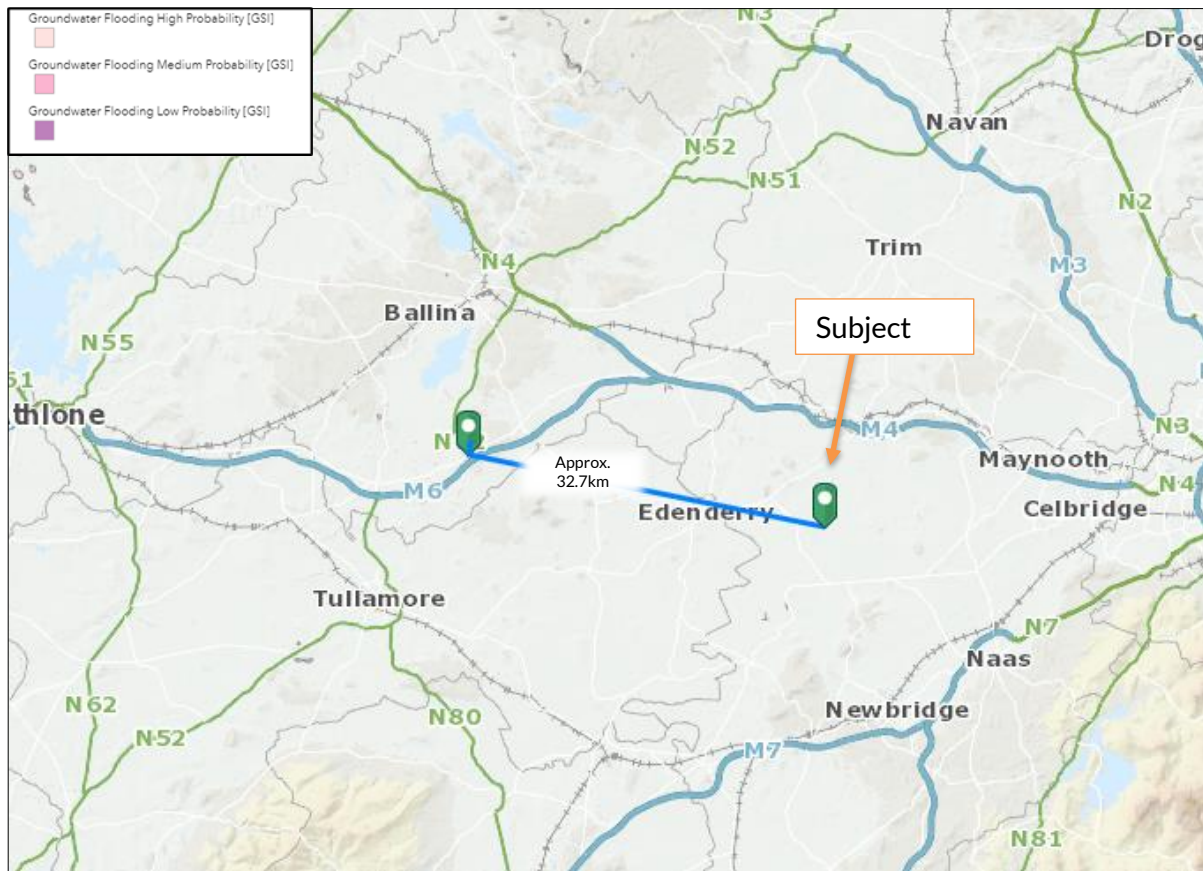 Groundwater Flooding High Probability [GSI]
Groundwater Flooding Medium Probability [GSI]
Groundwater Flooding Low Probability [GSI]
N3
Drog
Navan
N52
N51
N2
Trim
N4
M3
Ballina
Subject
N55
51
thlone
N
M4
N3
Maynooth
Approx.
32.7km
N4
M6
Edenderry
Celbridge
Tullamore
N7
Naas
N62
N80
Newbridge
N52
M7
N81